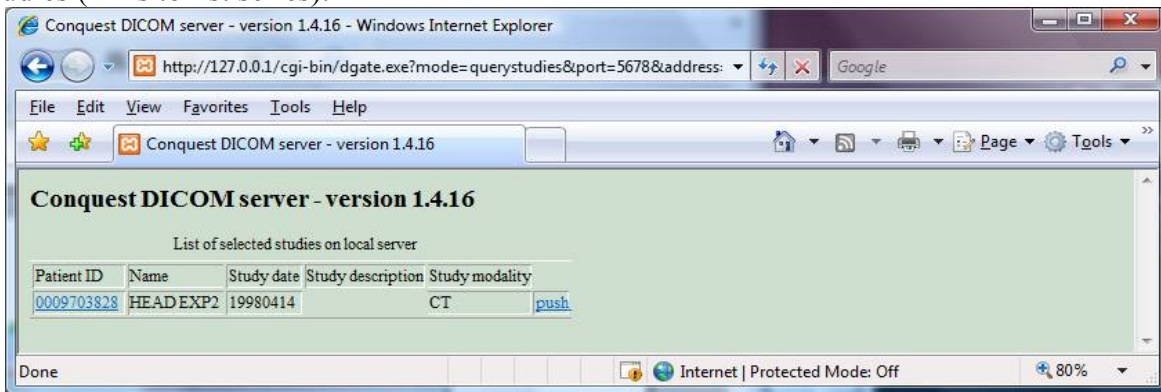 Conquest DICOM server - version 1.4.16 - Windows Internet Explorer
http://127.0.0.1/cgi-bin/dgate.exe?mode=querystudies&port=5678&address: Google
File Edit View Favorites Tools Help
Conquest DICOM server - version 1.4.16 Page Tools
Conquest DICOM server - version 1.4.16
List of selected studies on local server
Patient ID Name Study date Study description Study modality
0009703828 HEAD EXP2 19980414 CT push
Done Internet | Protected Mode: Off 80%